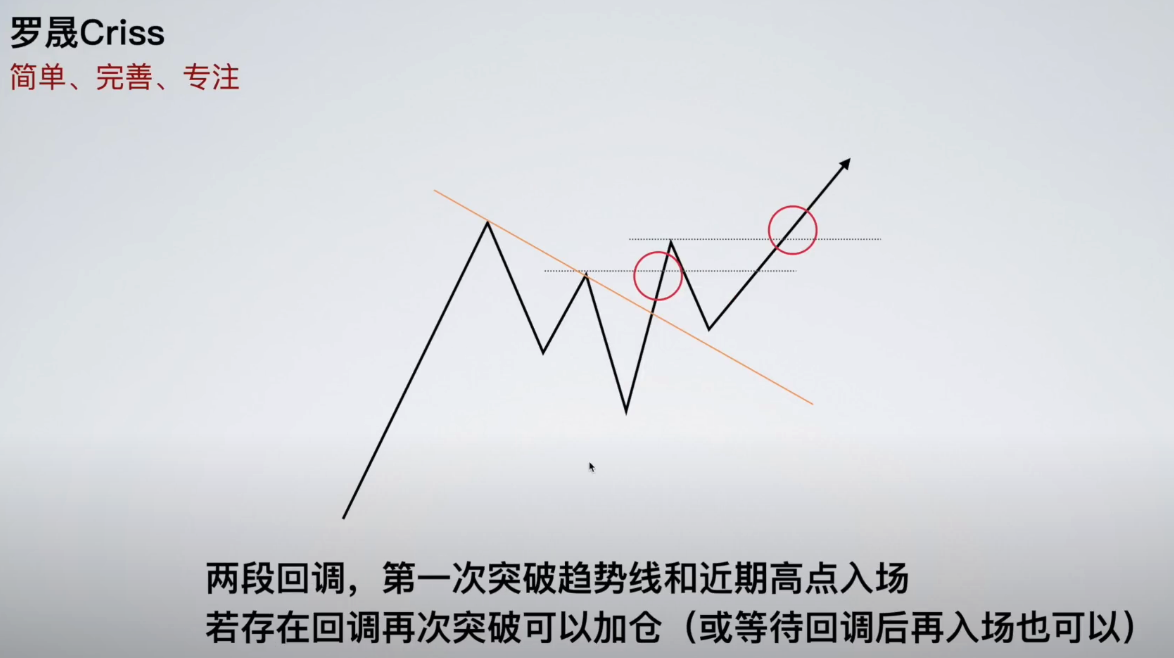 罗晟Criss
简单、完善、专注
两段回调，第一次突破趋势线和近期高点入场
若存在回调再次突破可以加仓（或等待回调后再入场也可以）